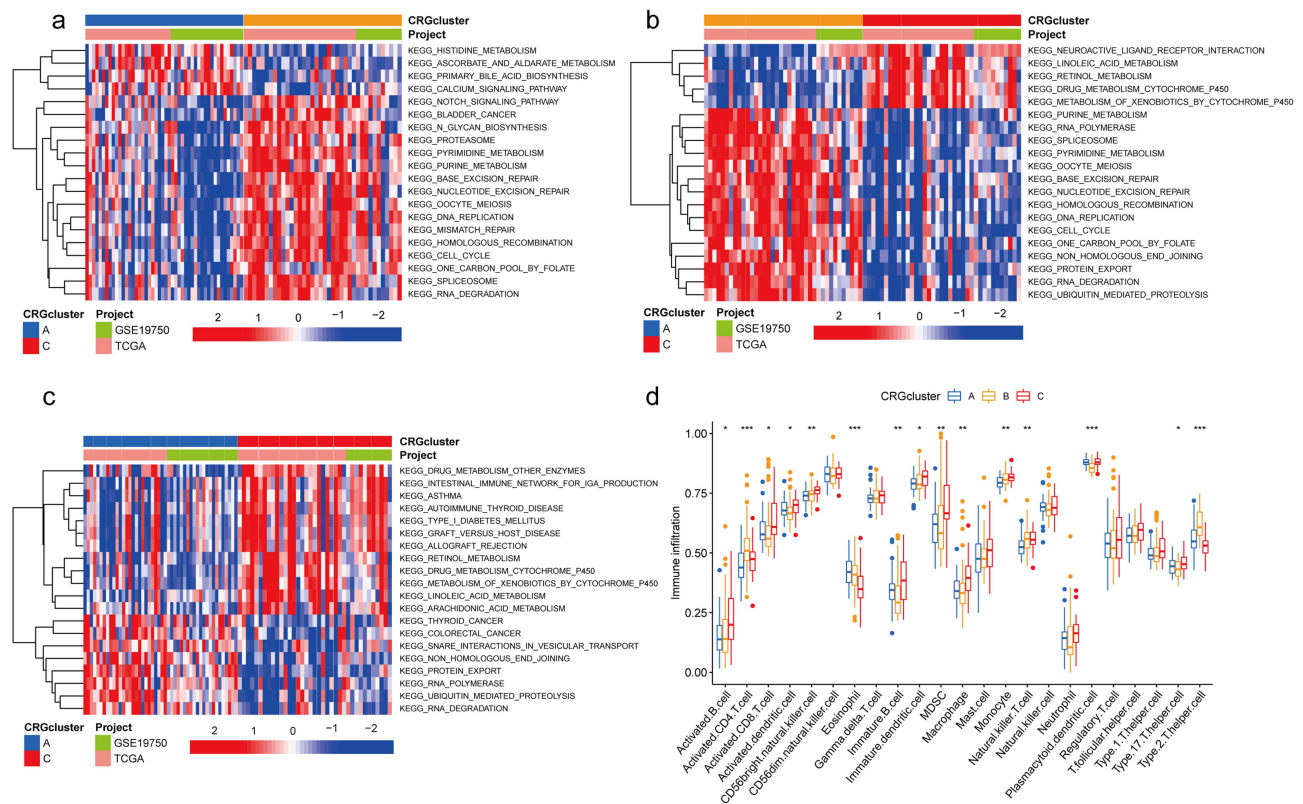 a
CRGcluster
Project
KEGG_HISTIDINE_METABOLISM
KEGG_ASCORBATE_AND_ALDARATE_METABOLISM
KEGG_PRIMARY_BILE_ACID_BIOSYNTHESIS
KEGG_CALCIUM_SIGNALING_PATHWAY
KEGG_NOTCH_SIGNALING_PATHWAY
KEGG_BLADDER_CANCER
KEGG_N_GLYCAN_BIOSYNTHESIS
KEGG_PROTEASOME
KEGG_PYRIMIDINE_METABOLISM
KEGG_PURINE_METABOLISM
KEGG_BASE_EXCISION_REPAIR
KEGG_NUCLEOTIDE_EXCISION_REPAIR
KEGG_OOCYTE_MEIOSIS
KEGG_DNA_REPLICATION
KEGG_MISMATCH_REPAIR
KEGG_HOMOLOGOUS_RECOMBINATION
KEGG_CELL_CYCLE
KEGG_ONE_CARBON_POOL_BY_FOLATE
KEGG_SPLICEOSOME
KEGG_RNA_DEGRADATION
CRGcluster Project
A GSE19750
C TCGA
2 1 0 −1 −2
b
CRGcluster
Project
KEGG_NEUROACTIVE_LIGAND_RECEPTOR_INTERACTION
KEGG_LINOLEIC_ACID_METABOLISM
KEGG_RETINOL_METABOLISM
KEGG_DRUG_METABOLISM_CYTOCHROME_P450
KEGG_METABOLISM_OF_XENOBIOTICS_BY_CYTOCHROME_P450
KEGG_PURINE_METABOLISM
KEGG_RNA_POLYMERASE
KEGG_SPLICEOSOME
KEGG_PYRIMIDINE_METABOLISM
KEGG_OOCYTE_MEIOSIS
KEGG_BASE_EXCISION_REPAIR
KEGG_NUCLEOTIDE_EXCISION_REPAIR
KEGG_HOMOLOGOUS_RECOMBINATION
KEGG_DNA_REPLICATION
KEGG_CELL_CYCLE
KEGG_ONE_CARBON_POOL_BY_FOLATE
KEGG_NON_HOMOLOGOUS_END_JOINING
KEGG_PROTEIN_EXPORT
KEGG_RNA_DEGRADATION
KEGG_UBIQUITIN_MEDIATED_PROTEOLYSIS
CRGcluster Project
A GSE19750
C TCGA
2 1 0 −1 −2
c
CRGcluster
Project
KEGG_DRUG_METABOLISM_OTHER_ENZYMES
KEGG_INTESTINAL_IMMUNE_NETWORK_FOR_IGA_PRODUCTION
KEGG_ASTHMA
KEGG_AUTOIMMUNE_THYROID_DISEASE
KEGG_TYPE_I_DIABETES_MELLITUS
KEGG_GRAFT_VERSUS_HOST_DISEASE
KEGG_ALLOGRAFT_REJECTION
KEGG_RETINOL_METABOLISM
KEGG_DRUG_METABOLISM_CYTOCHROME_P450
KEGG_METABOLISM_OF_XENOBIOTICS_BY_CYTOCHROME_P450
KEGG_LINOLEIC_ACID_METABOLISM
KEGG_ARACHIDONIC_ACID_METABOLISM
KEGG_THYROID_CANCER
KEGG_COLORECTAL_CANCER
KEGG_SNARE_INTERACTIONS_IN_VESICULAR_TRANSPORT
KEGG_NON_HOMOLOGOUS_END_JOINING
KEGG_PROTEIN_EXPORT
KEGG_RNA_POLYMERASE
KEGG_UBIQUITIN_MEDIATED_PROTEOLYSIS
KEGG_RNA_DEGRADATION
CRGcluster Project
A GSE19750
C TCGA
2 1 0 −1 −2
d
CRGcluster A B C
* *** * * ** *** ** * ** ** ** ** *** * ***
1.00
0.75
0.50
0.25
0.00
Immune infiltration
Activated.B.cell
Activated.CD4.T.cell
Activated.CD8.T.cell
Activated.dendritic.cell
CD56bright.natural.killer.cell
CD56dim.natural.killer.cell
Eosinophil
Gamma.delta.T.cell
Immature.B.cell
Immature.dendritic.cell
MDSC
Macrophage
Mast.cell
Monocyte
Natural.killer.T.cell
Natural.killer.cell
Neutrophil
Plasmacytoid.dendritic.cell
Regulatory.T.cell
T.follicular.helper.cell
Type.1.T.helper.cell
Type.17.T.helper.cell
Type.2.T.helper.cell